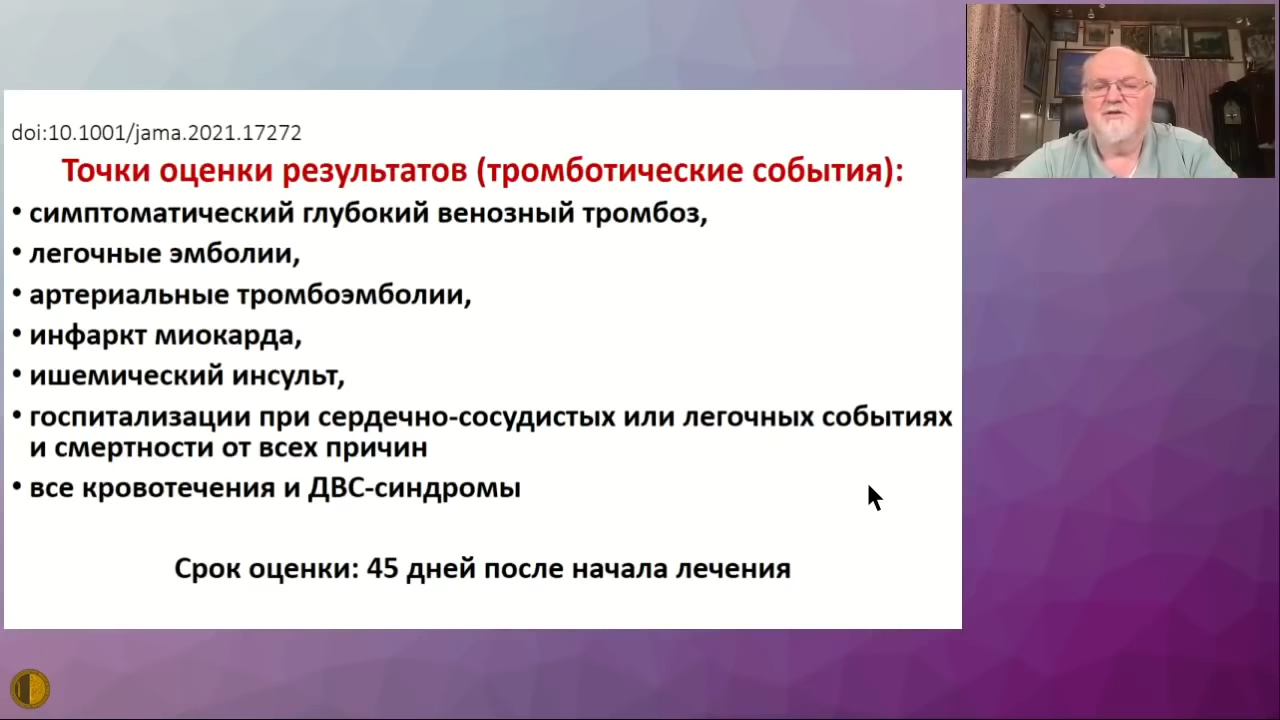 doi:10.1001/jama.2021.17272
Точки оценки результатов (тромботические события):
• симптоматический глубокий венозный тромбоз,
• легочные эмболии,
• артериальные тромбоэмболии,
• инфаркт миокарда,
• ишемический инсульт,
• госпитализации при сердечно-сосудистых или легочных событиях
и смертности от всех причин
• все кровотечения и ДВС-синдромы
Срок оценки: 45 дней после начала лечения